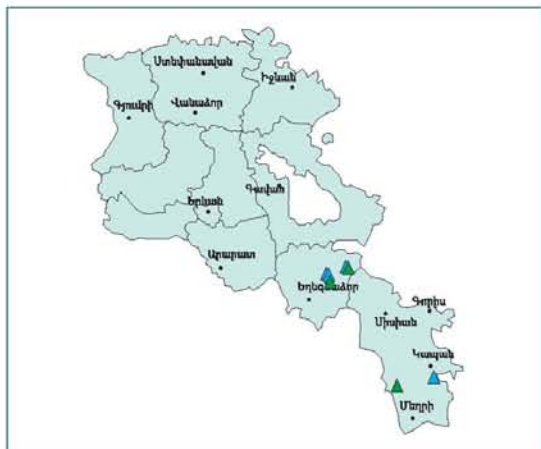 Ստեփանավան
Իջևան
Գյումրի
Վանաձոր
Գավառ
Երևան
Արարատ
Եղեգնաձոր
Գորիս
Սիսիան
Կապան
Մեղրի